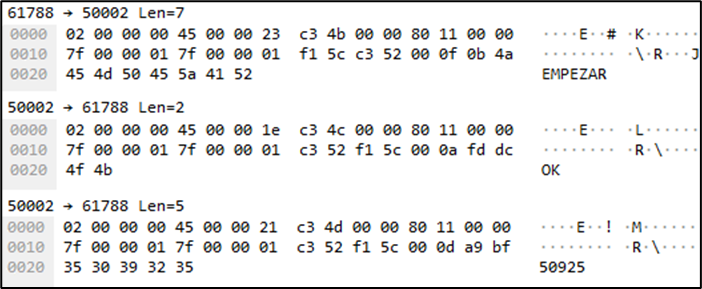 61788 → 50002 Len=7
0000 02 00 00 00 45 00 00 23 c3 4b 00 00 80 11 00 00 ····E··# ·K······
0010 7f 00 00 01 7f 00 00 01 f1 5c c3 52 00 0f 0b 4a ········ ·\·R···J
0020 45 4d 50 45 5a 41 52 EMPEZAR
50002 → 61788 Len=2
0000 02 00 00 00 45 00 00 1e c3 4c 00 00 80 11 00 00 ····E··· ·L······
0010 7f 00 00 01 7f 00 00 01 c3 52 f1 5c 00 0a fd dc ········ ·R·\····
0020 4f 4b OK
50002 → 61788 Len=5
0000 02 00 00 00 45 00 00 21 c3 4d 00 00 80 11 00 00 ····E··! ·M······
0010 7f 00 00 01 7f 00 00 01 c3 52 f1 5c 00 0d a9 bf ········ ·R·\····
0020 35 30 39 32 35 50925